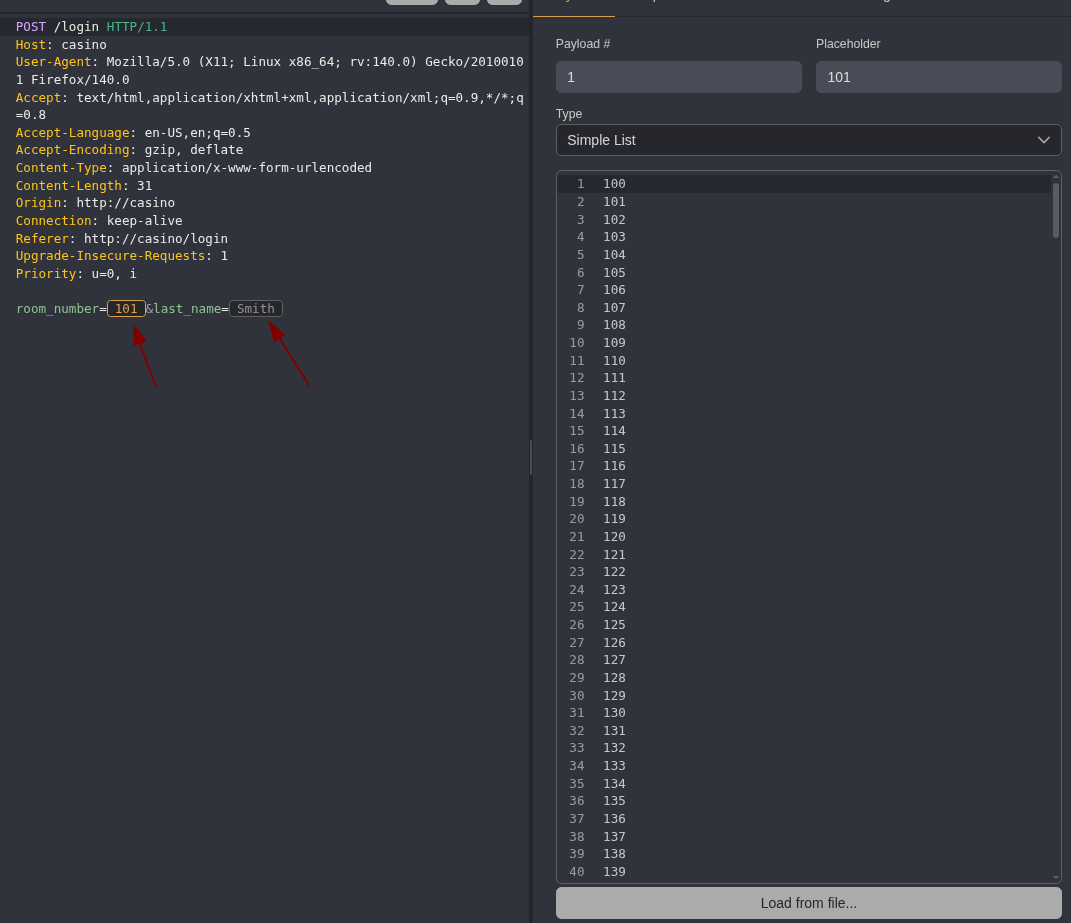 POST /login HTTP/1.1
Host: casino
User-Agent: Mozilla/5.0 (X11; Linux x86_64; rv:140.0) Gecko/2010010
1 Firefox/140.0
Accept: text/html,application/xhtml+xml,application/xml;q=0.9,*/*;q
=0.8
Accept-Language: en-US,en;q=0.5
Accept-Encoding: gzip, deflate
Content-Type: application/x-www-form-urlencoded
Content-Length: 31
Origin: http://casino
Connection: keep-alive
Referer: http://casino/login
Upgrade-Insecure-Requests: 1
Priority: u=0, i
room_number=101&last_name=Smith
Payload # Placeholder
1 101
Type
Simple List
1 100
2 101
3 102
4 103
5 104
6 105
7 106
8 107
9 108
10 109
11 110
12 111
13 112
14 113
15 114
16 115
17 116
18 117
19 118
20 119
21 120
22 121
23 122
24 123
25 124
26 125
27 126
28 127
29 128
30 129
31 130
32 131
33 132
34 133
35 134
36 135
37 136
38 137
39 138
40 139
Load from file...